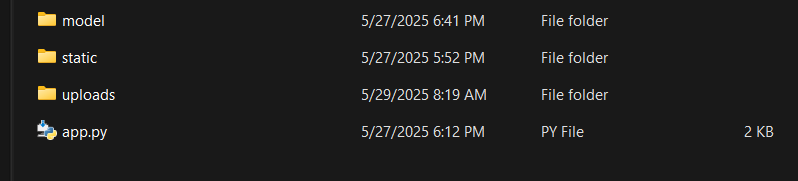 model 5/27/2025 6:41 PM File folder
static 5/27/2025 5:52 PM File folder
uploads 5/29/2025 8:19 AM File folder
app.py 5/27/2025 6:12 PM PY File 2 KB